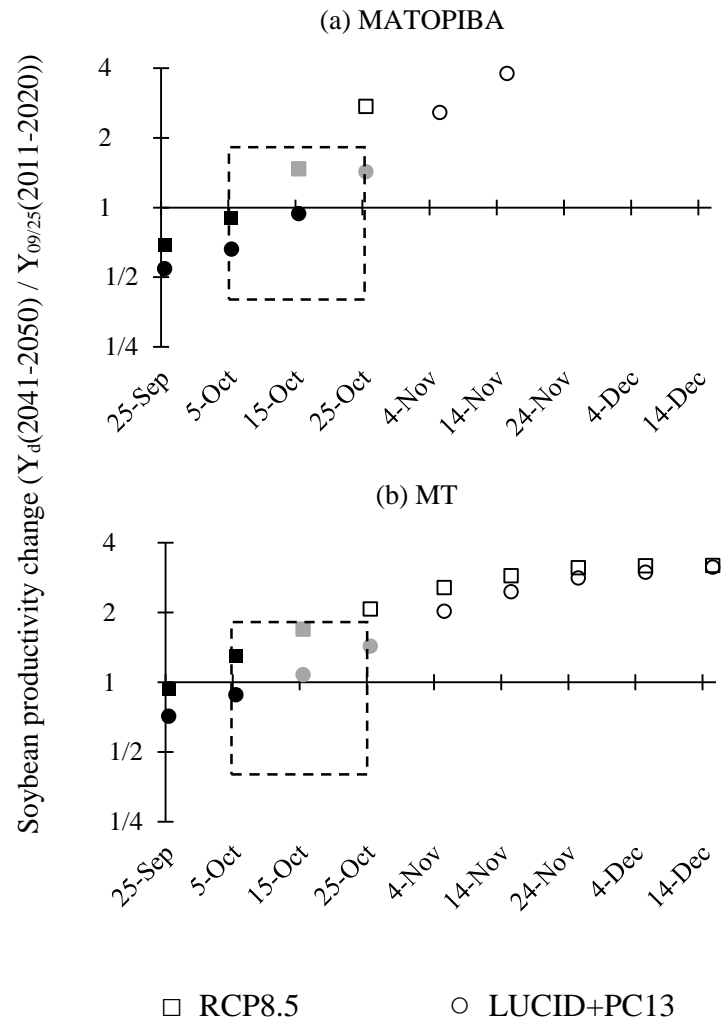 (a) MATOPIBA
Soybean productivity change (Yd(2041-2050) / Y09/25(2011-2020))
4
2
1
1/2
1/4
25-Sep
5-Oct
15-Oct
25-Oct
4-Nov
14-Nov
24-Nov
4-Dec
14-Dec
(b) MT
4
2
1
1/2
1/4
25-Sep
5-Oct
15-Oct
25-Oct
4-Nov
14-Nov
24-Nov
4-Dec
14-Dec
RCP8.5
LUCID+PC13